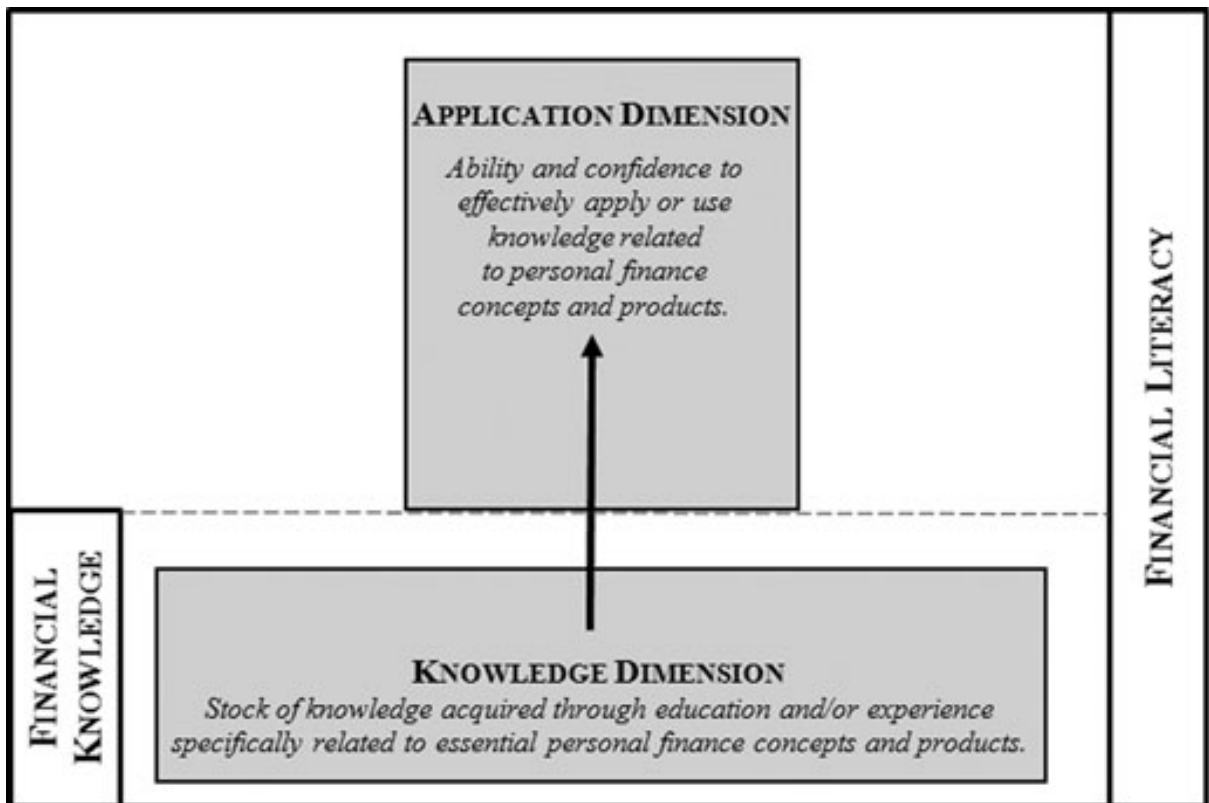 APPLICATION DIMENSION
Ability and confidence to
effectively apply or use
knowledge related
to personal finance
concepts and products.
FINANCIAL LITERACY
FINANCIAL
KNOWLEDGE
KNOWLEDGE DIMENSION
Stock of knowledge acquired through education and/or experience
specifically related to essential personal finance concepts and products.